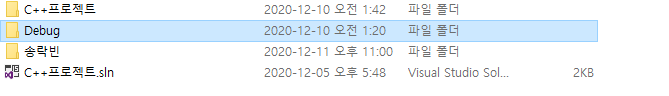 C++프로젝트 2020-12-10 오전 1:42 파일 폴더
Debug 2020-12-10 오전 1:20 파일 폴더
송락빈 2020-12-11 오후 11:00 파일 폴더
C++프로젝트.sln 2020-12-05 오후 5:48 Visual Studio Sol... 2KB